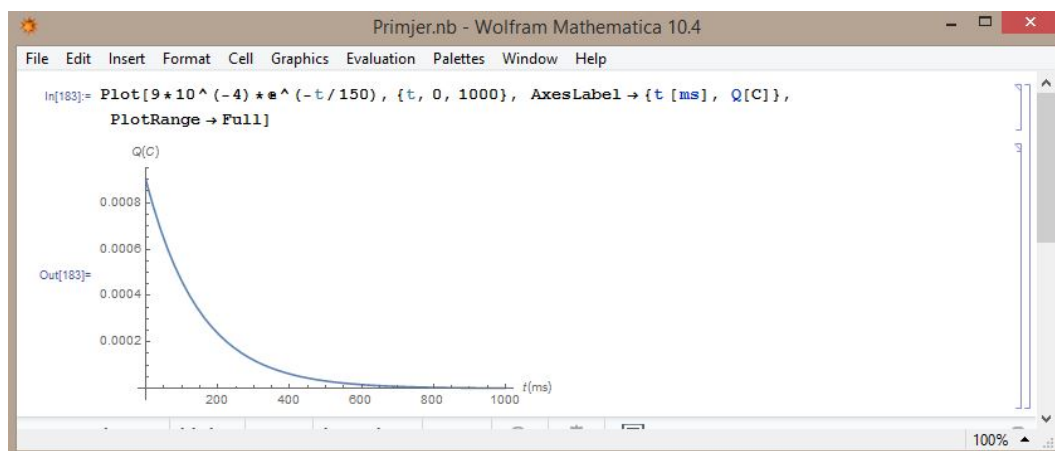 Primjer.nb - Wolfram Mathematica 10.4
File Edit Insert Format Cell Graphics Evaluation Palettes Window Help
In[183]:= Plot[9*10^(-4)*e^(-t/150), {t, 0, 1000}, AxesLabel → {t [ms], Q[C]},
PlotRange → Full]
Q(C)
0.0008
0.0006
Out[183]=
0.0004
0.0002
t(ms)
200 400 600 800 1000
100%